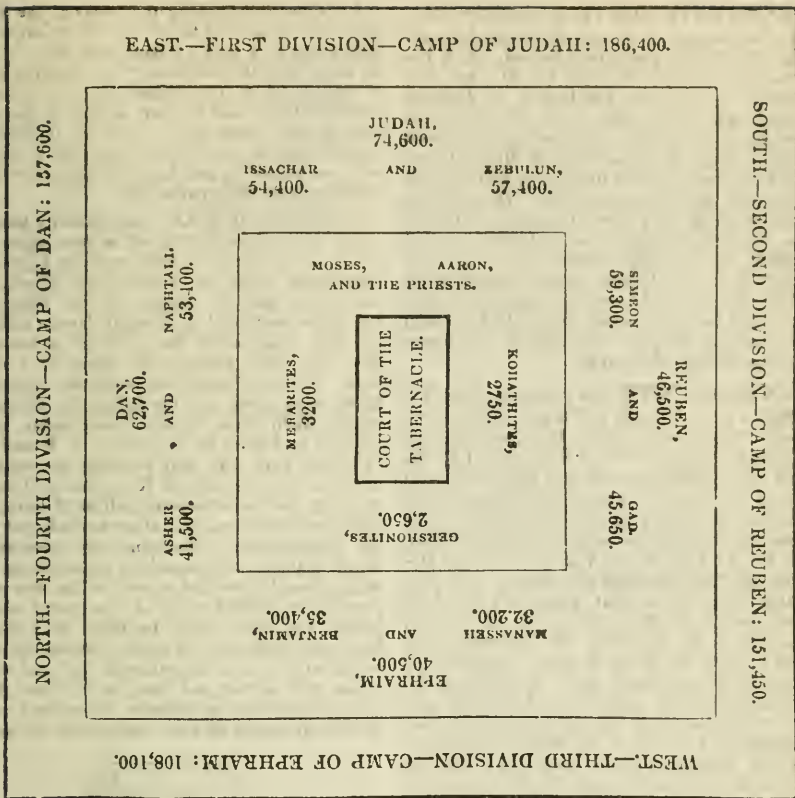 EAST.—FIRST DIVISION—CAMP OF JUDAH: 186,400.
JUDAH,
74,600.
ISSACHAR AND ZEBULUN,
54,400. 57,400.
NORTH.—FOURTH DIVISION—CAMP OF DAN: 157,600.
DAN,
62,700.
NAPHTALI.
53,400.
AND
ASHER
41,500.
MOSES, AARON,
AND THE PRIESTS.
MERARITES,
3200.
COURT OF THE
TABERNACLE.
KOHATHITES,
2750.
GERSHONITES,
2,650.
SIMEON
59,300.
AND
REUBEN,
46,500.
GAD.
45.650.
SOUTH.—SECOND DIVISION—CAMP OF REUBEN: 151,450.
MANASSEH AND BENJAMIN,
32.200. 35,400.
EPHRAIM,
40,500.
WEST.—THIRD DIVISION—CAMP OF EPHRAIM: 108,100.